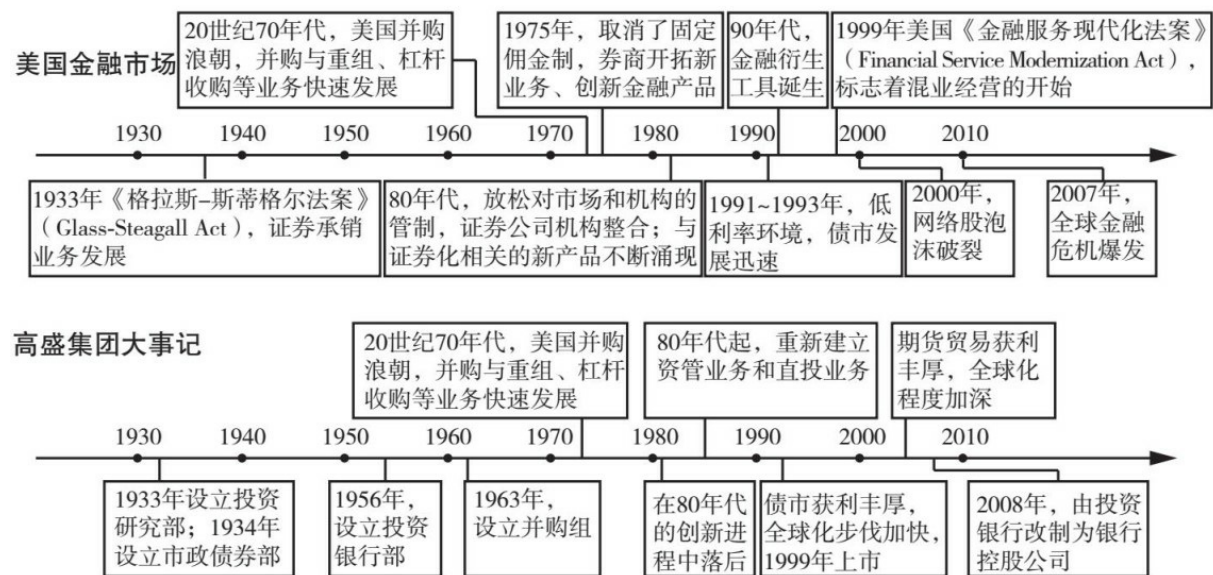 美国金融市场
20世纪70年代，美国并购
浪朝，并购与重组、杠杆
收购等业务快速发展
1975年，取消了固定
佣金制，券商开拓新
业务、创新金融产品
90年代，
金融衍生
工具诞生
1999年美国《金融服务现代化法案》
（Financial Service Modernization Act），
标志着混业经营的开始
1930 1940 1950 1960 1970 1980 1990 2000 2010
1933年《格拉斯–斯蒂格尔法案》
（Glass-Steagall Act），证券承销
业务发展
80年代，放松对市场和机构的
管制，证券公司机构整合；与
证券化相关的新产品不断涌现
1991~1993年，低
利率环境，债市发
展迅速
2000年，
网络股泡
沫破裂
2007年，
全球金融
危机爆发
高盛集团大事记
20世纪70年代，美国并购
浪朝，并购与重组、杠杆
收购等业务快速发展
80年代起，重新建立
资管业务和直投业务
期货贸易获利
丰厚，全球化
程度加深
1930 1940 1950 1960 1970 1980 1990 2000 2010
1933年设立投资
研究部；1934年
设立市政债券部
1956年，
设立投资
银行部
1963年，
设立并购组
在80年代
的创新进
程中落后
债市获利丰厚，
全球化步伐加快，
1999年上市
2008年，由投资
银行改制为银行
控股公司